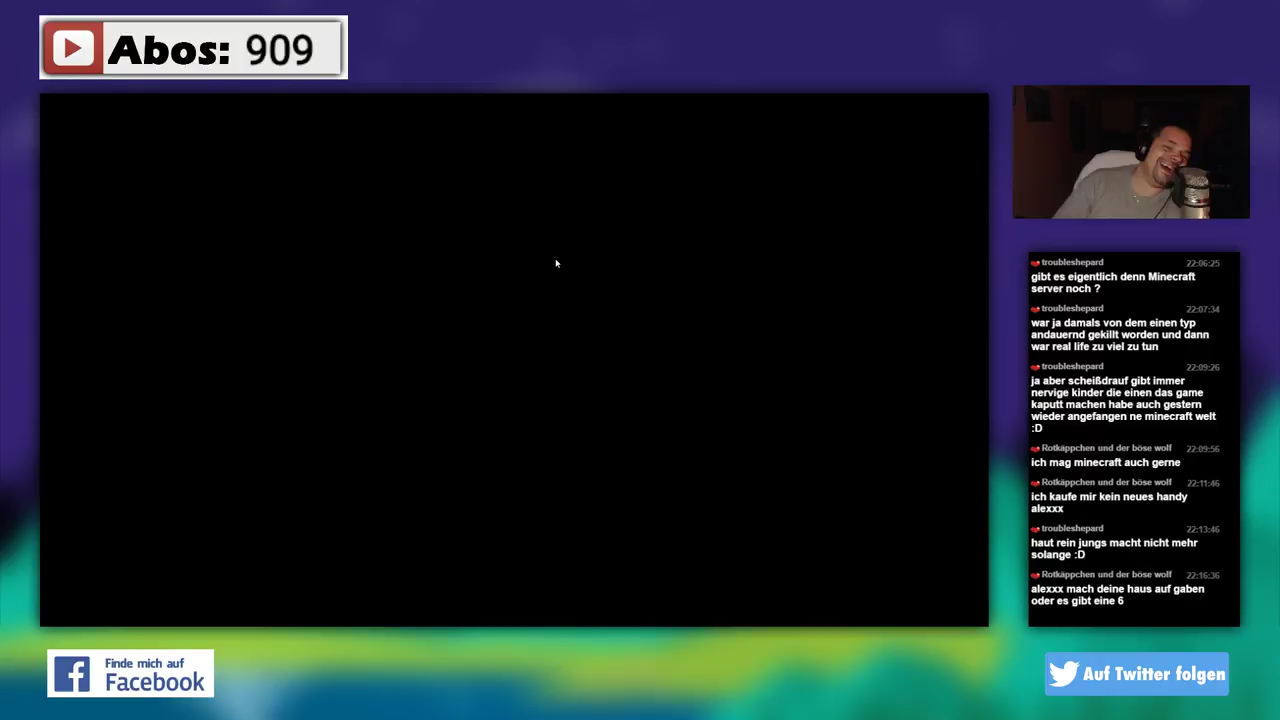 Abos: 909
troubleshepard 22:06:25
gibt es eigentlich denn Minecraft
server noch ?
troubleshepard 22:07:34
war ja damals von dem einen typ
andauernd gekillt worden und dann
war real life zu viel zu tun
troubleshepard 22:09:26
ja aber scheißdrauf gibt immer
nervige kinder die einen das game
kaputt machen habe auch gestern
wieder angefangen ne minecraft welt
:D
Rotkäppchen und der böse wolf 22:09:56
ich mag minecraft auch gerne
Rotkäppchen und der böse wolf 22:11:46
ich kaufe mir kein neues handy
alexxx
troubleshepard 22:13:46
haut rein jungs macht nicht mehr
solange :D
Rotkäppchen und der böse wolf 22:16:36
alexxx mach deine haus auf gaben
oder es gibt eine 6
Finde mich auf
Facebook
Auf Twitter folgen